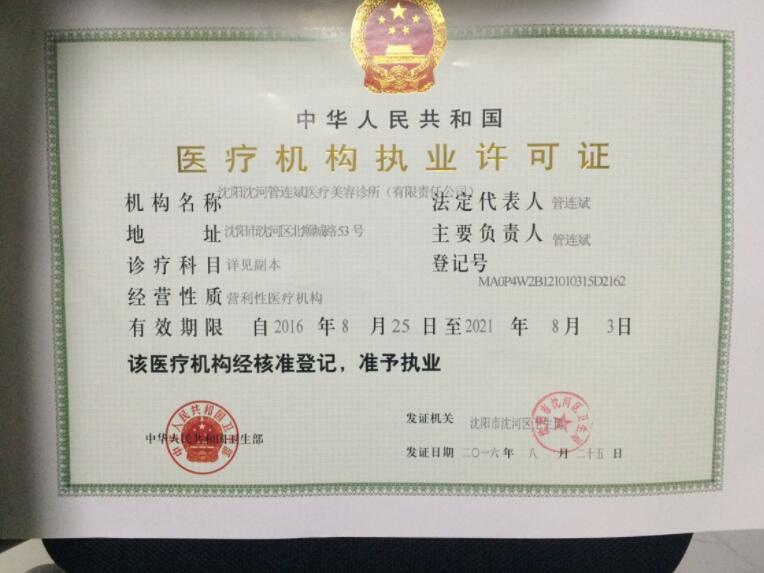 中华人民共和国
医疗机构执业许可证
机构名称 沈阳沈河管连斌医疗美容诊所（有限责任公司） 法定代表人 管连斌
地 址 沈阳市沈河区北顺城路53号 主要负责人 管连斌
诊疗科目 详见副本 登记号
MA0P4W2B121010315D2162
经营性质 营利性医疗机构
有效期限 自2016 年8 月25 日至2021 年 8月 3日
该医疗机构经核准登记，准予执业
发证机关 沈阳市沈河区卫生局
中华人民共和国卫生部
发证日期 二〇一六年 八 月 二十五 日